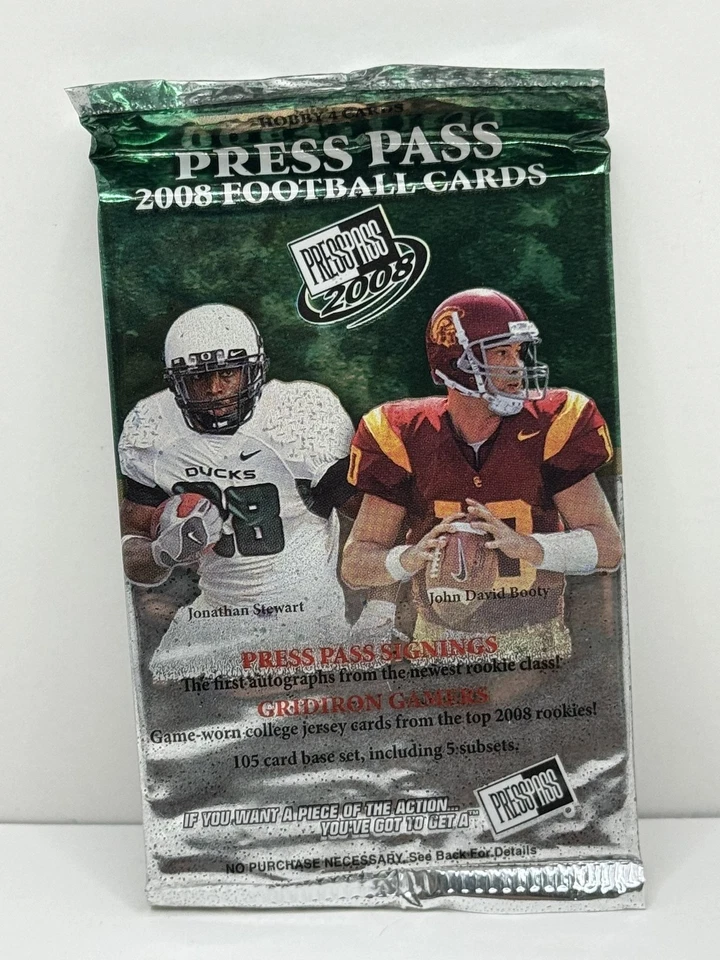 HOBBY 4 CARDS
PRESS PASS
2008 FOOTBALL CARDS
PRESS PASS
2008
DUCKS
28
10
Jonathan Stewart
John David Booty
PRESS PASS SIGNINGS
The first autographs from the newest rookie class!
GRIDIRON GAMERS
Game-worn college jersey cards from the top 2008 rookies!
105 card base set, including 5 subsets.
IF YOU WANT A PIECE OF THE ACTION...
YOU'VE GOT TO GET A™
PRESS PASS
NO PURCHASE NECESSARY. See Back For Details